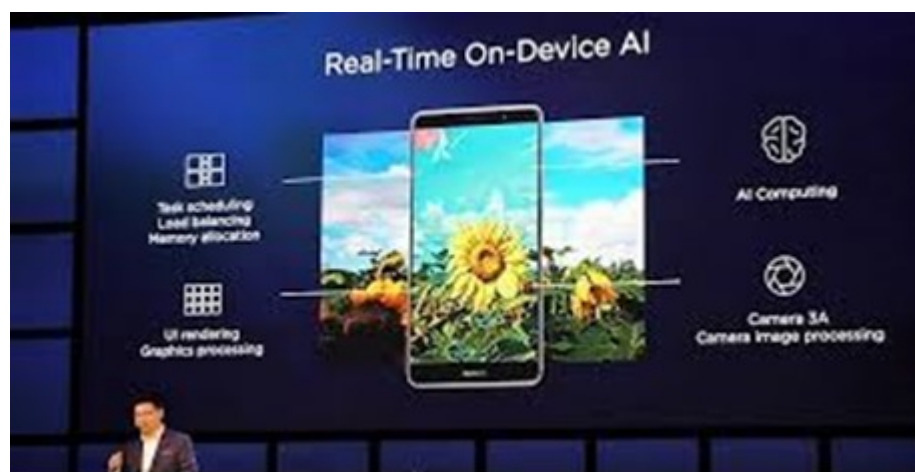 Real-Time On-Device AI
Task scheduling
Load balancing
Memory allocation
UI rendering
Graphics processing
AI Computing
Camera 3A
Camera image processing